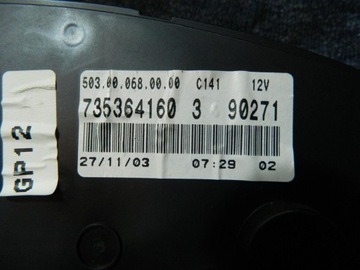 503.00.068.00.00 C141 12V
735364160 3 90271
27/11/03 07:29 02
GP12